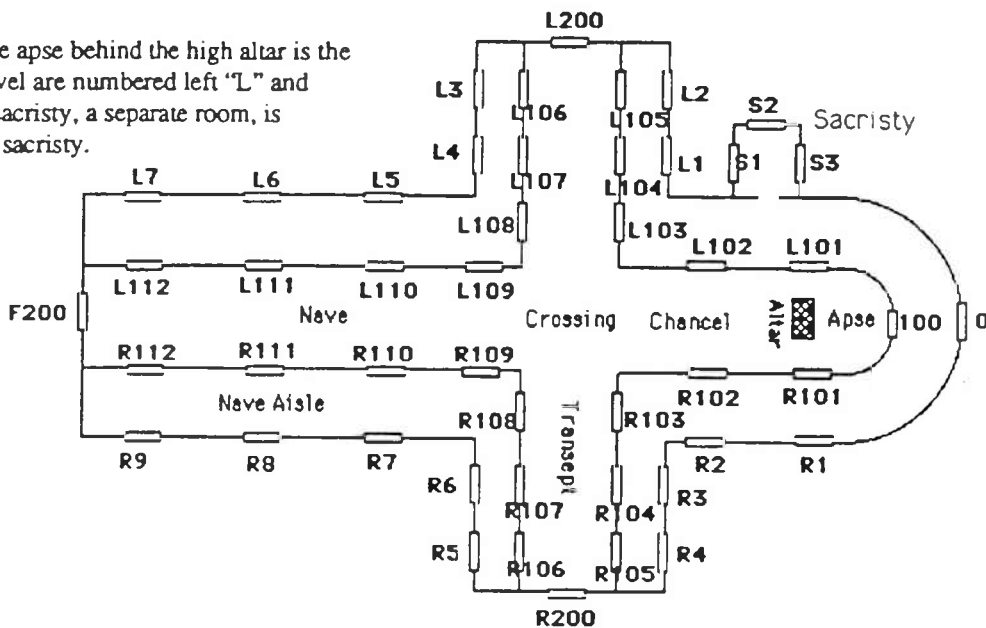 L200
e apse behind the high altar is the
vel are numbered left "L" and
acristy, a separate room, is
sacristy.
L3
L106
L105
L2
S2
Sacristy
L4
L107
L104
L1
S1
S3
L7
L6
L5
L108
L103
L102
L101
L112
L111
L110
L109
F200
Nave
Crossing
Chancel
Altar
Apse
100
0
R112
R111
R110
R109
Nave Aisle
R108
Transept
R103
R102
R101
R9
R8
R7
R2
R1
R6
R107
R104
R3
R5
R106
R105
R4
R200